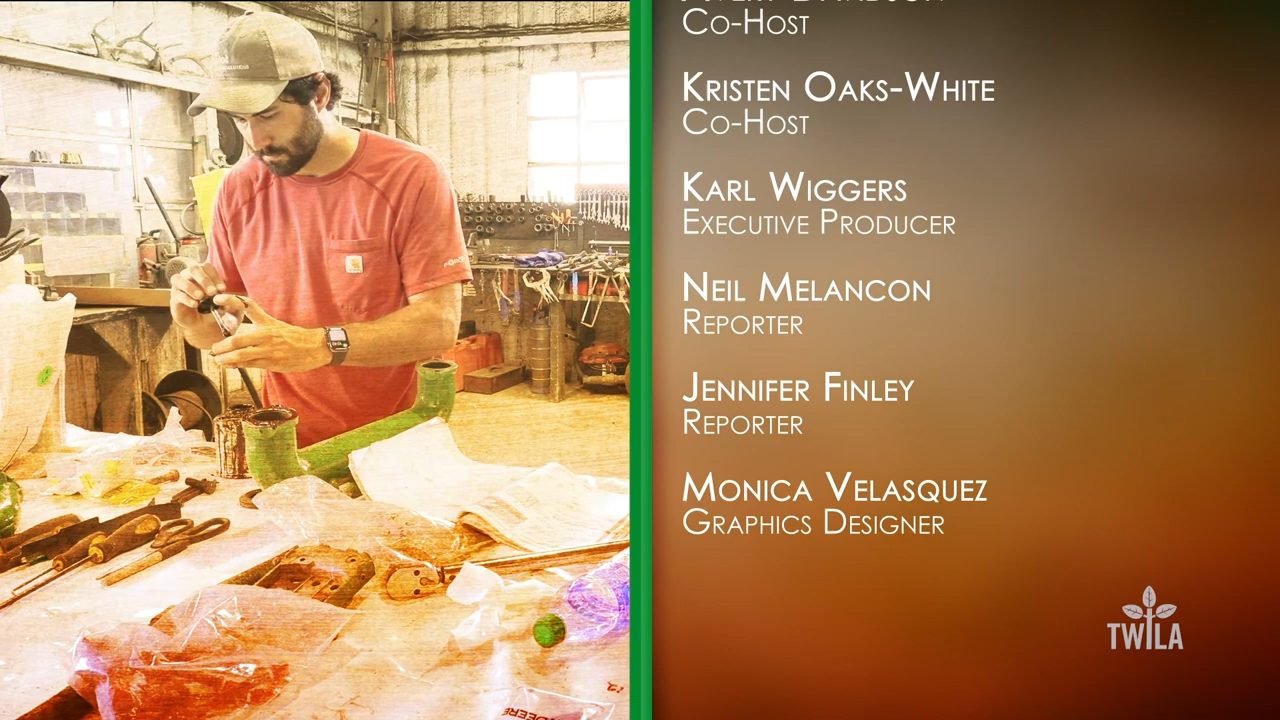 Co-Host
Kristen Oaks-White
Co-Host
Karl Wiggers
Executive Producer
Neil Melancon
Reporter
Jennifer Finley
Reporter
Monica Velasquez
Graphics Designer
TWILA